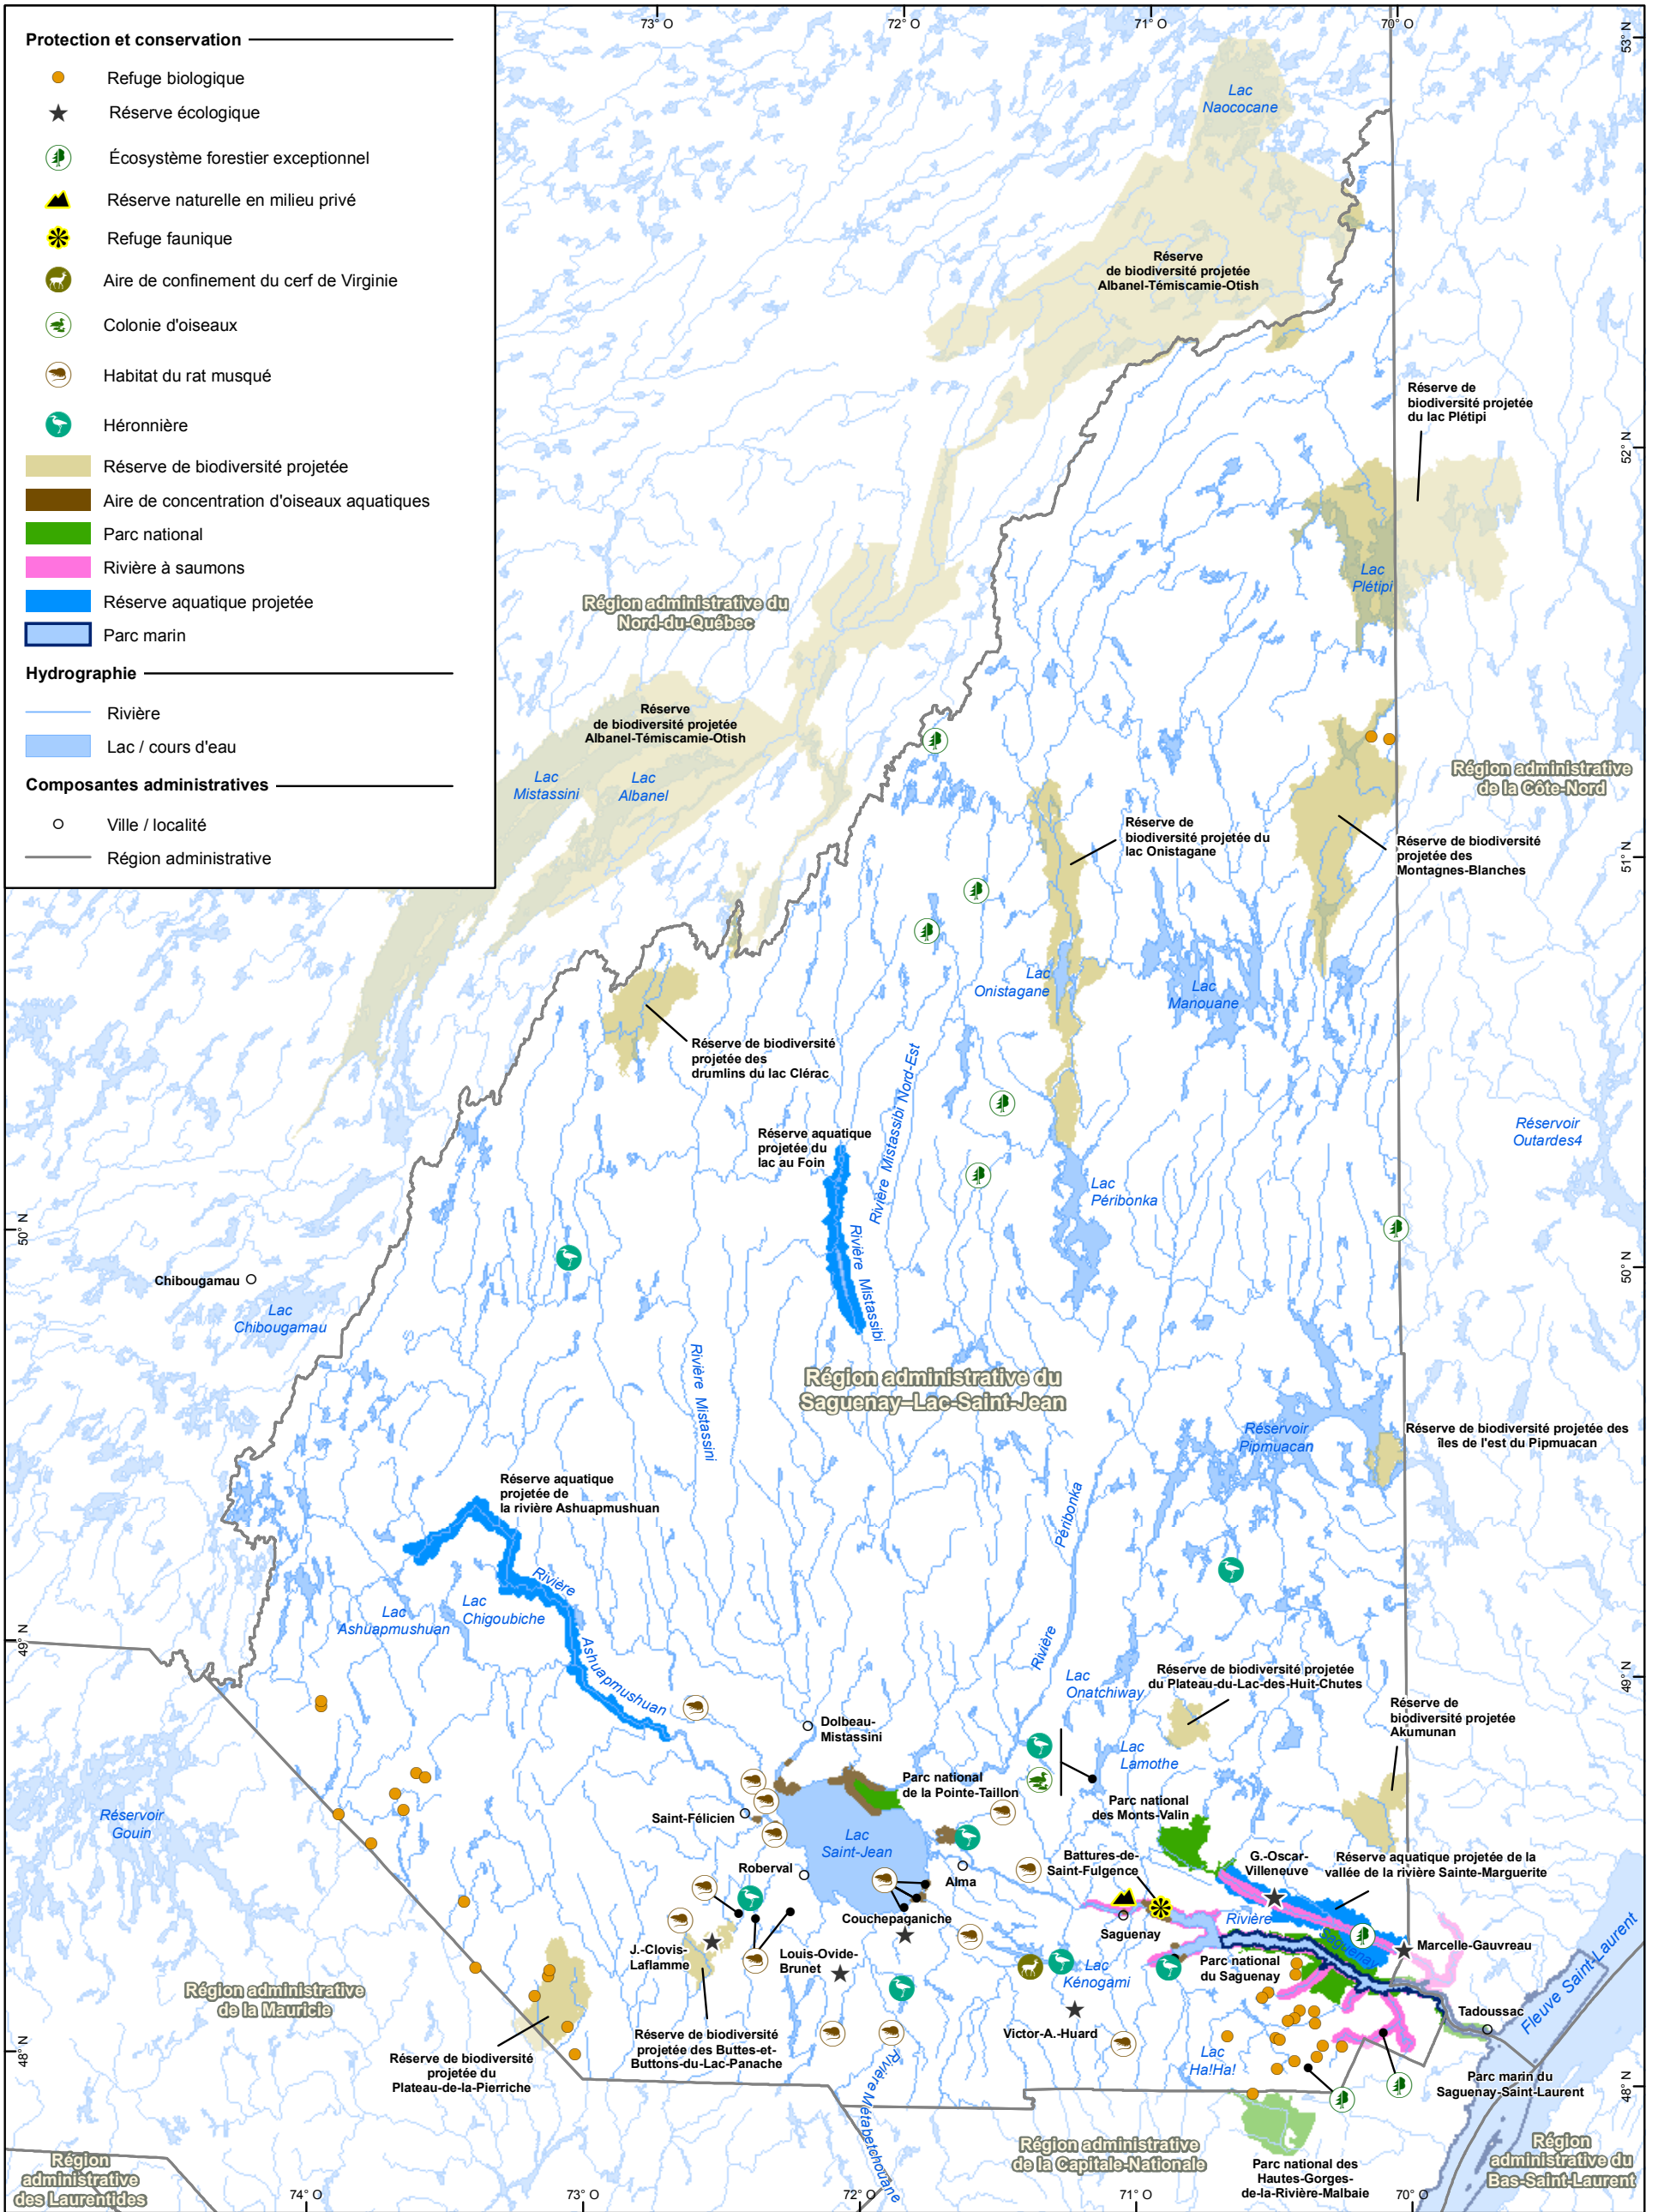 Protection et conservation
Refuge biologique
Réserve écologique
Écosystème forestier exceptionnel
Réserve naturelle en milieu privé
Refuge faunique
Aire de confinement du cerf de Virginie
Colonie d'oiseaux
Habitat du rat musqué
Héronnière
Réserve de biodiversité projetée
Aire de concentration d'oiseaux aquatiques
Parc national
Rivière à saumons
Réserve aquatique projetée
Parc marin
Hydrographie
Rivière
Lac / cours d'eau
Composantes administratives
Ville / localité
Région administrative
73° O
72° O
71° O
70° O
53° N
Lac
Naococane
Réserve
de biodiversité projetée
Albanel-Témiscamie-Otish
Réserve de
biodiversité projetée
du lac Plétipi
52° N
Lac
Plétipi
Région administrative du
Nord-du-Québec
Réserve
de biodiversité projetée
Albanel-Témiscamie-Otish
Lac
Mistassini
Lac
Albanel
Région administrative
de la Côte-Nord
Réserve de
biodiversité projetée du
lac Onistagane
Réserve de biodiversité
projetée des
Montagnes-Blanches
51° N
Lac
Onistagane
Lac
Manouane
Réserve de biodiversité
projetée des
drumlins du lac Clérac
Rivière Mistassibi Nord-Est
Réserve aquatique
projetée du
lac au Foin
Réservoir
Outardes4
Lac
Péribonka
50° N
50° N
Rivière Mistassibi
Chibougamau
Lac
Chibougamau
Rivière Mistassini
Région administrative du
Saguenay–Lac-Saint-Jean
Réservoir
Pipmuacan
Réserve de biodiversité projetée des
îles de l'est du Pipmuacan
Réserve aquatique
projetée de
la rivière Ashuapmushuan
Rivière
Péribonka
Rivière
Ashuapmushuan
Lac
Chigoubiche
Lac
Ashuapmushuan
49° N
49° N
Lac
Onatchiway
Réserve de biodiversité projetée
du Plateau-du-Lac-des-Huit-Chutes
Réserve de
biodiversité projetée
Akumunan
Dolbeau-
Mistassini
Lac
Lamothe
Parc national
de la Pointe-Taillon
Parc national
des Monts-Valin
Saint-Félicien
Réservoir
Gouin
Lac
Saint-Jean
Battures-de-
Saint-Fulgence
G.-Oscar-
Villeneuve
Réserve aquatique projetée de la
vallée de la rivière Sainte-Marguerite
Roberval
Alma
Couchepaganiche
Saguenay
Rivière
Saguenay
Marcelle-Gauvreau
J.-Clovis-
Laflamme
Louis-Ovide-
Brunet
Lac
Kénogami
Parc national
du Saguenay
Région administrative
de la Mauricie
Tadoussac
Fleuve Saint-Laurent
Victor-A.-Huard
Réserve de biodiversité
projetée des Buttes-et-
Buttons-du-Lac-Panache
Réserve de biodiversité
projetée du
Plateau-de-la-Pierriche
Lac
Ha!Ha!
Parc marin du
Saguenay-Saint-Laurent
48° N
48° N
Rivière Métabetchouane
Région administrative
de la Capitale-Nationale
Parc national des
Hautes-Gorges-
de-la-Rivière-Malbaie
Région
administrative du
Bas-Saint-Laurent
Région
administrative
des Laurentides
74° O
73° O
72° O
71° O
70° O